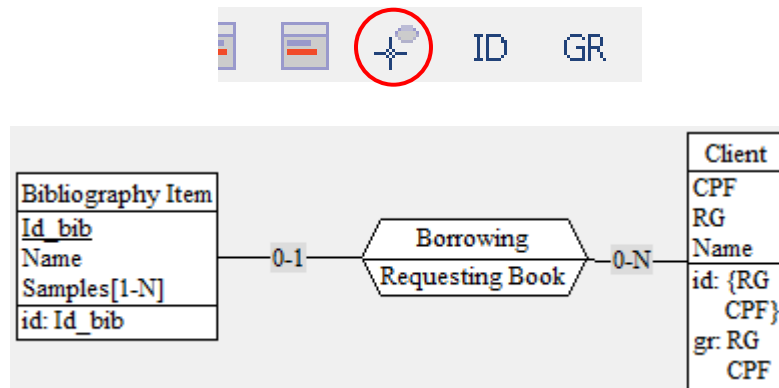 ID GR
Bibliography Item
Id_bib
Name
Samples[1-N]
id: Id_bib
0-1
Borrowing
Requesting Book
0-N
Client
CPF
RG
Name
id: {RG
CPF}
gr: RG
CPF